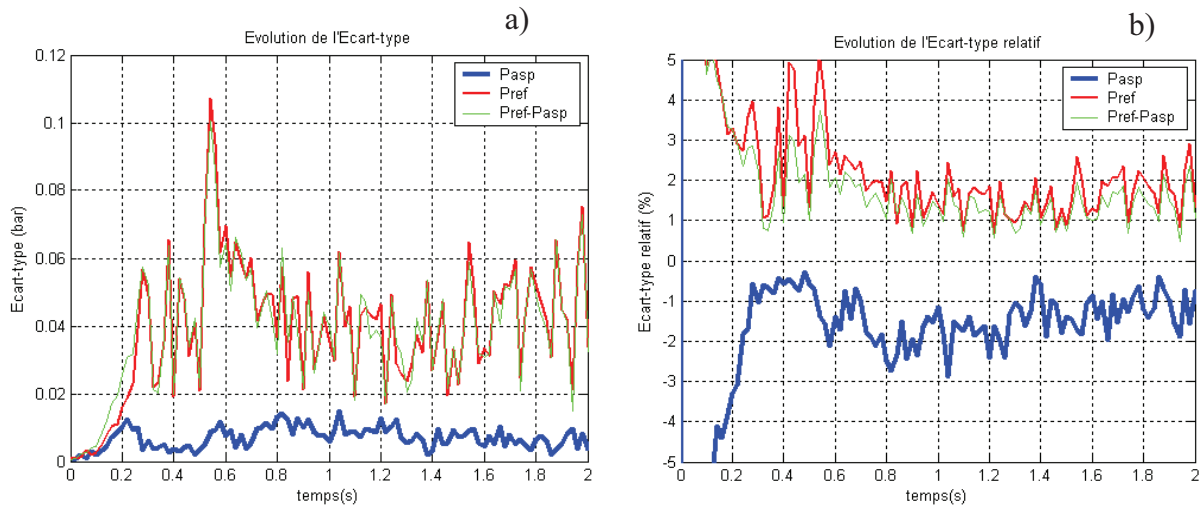 a)
Evolution de l'Ecart-type
0.12
0.1
0.08
0.06
0.04
0.02
0
Ecart-type (bar)
Pasp
Pref
Pref-Pasp
0
0.2
0.4
0.6
0.8
1
1.2
1.4
1.6
1.8
2
temps(s)
b)
Evolution de l'Ecart-type relatif
5
4
3
2
1
0
-1
-2
-3
-4
-5
Ecart-type relatif (%)
Pasp
Pref
Pref-Pasp
0.2
0.4
0.6
0.8
1
1.2
1.4
1.6
1.8
2
temps(s)